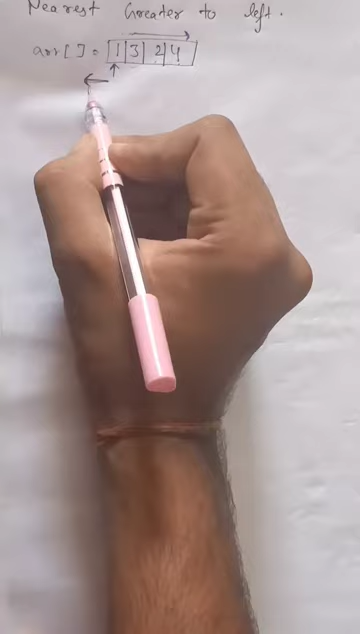 Nearest Greater to left.
arr[] = 1 3 2 4